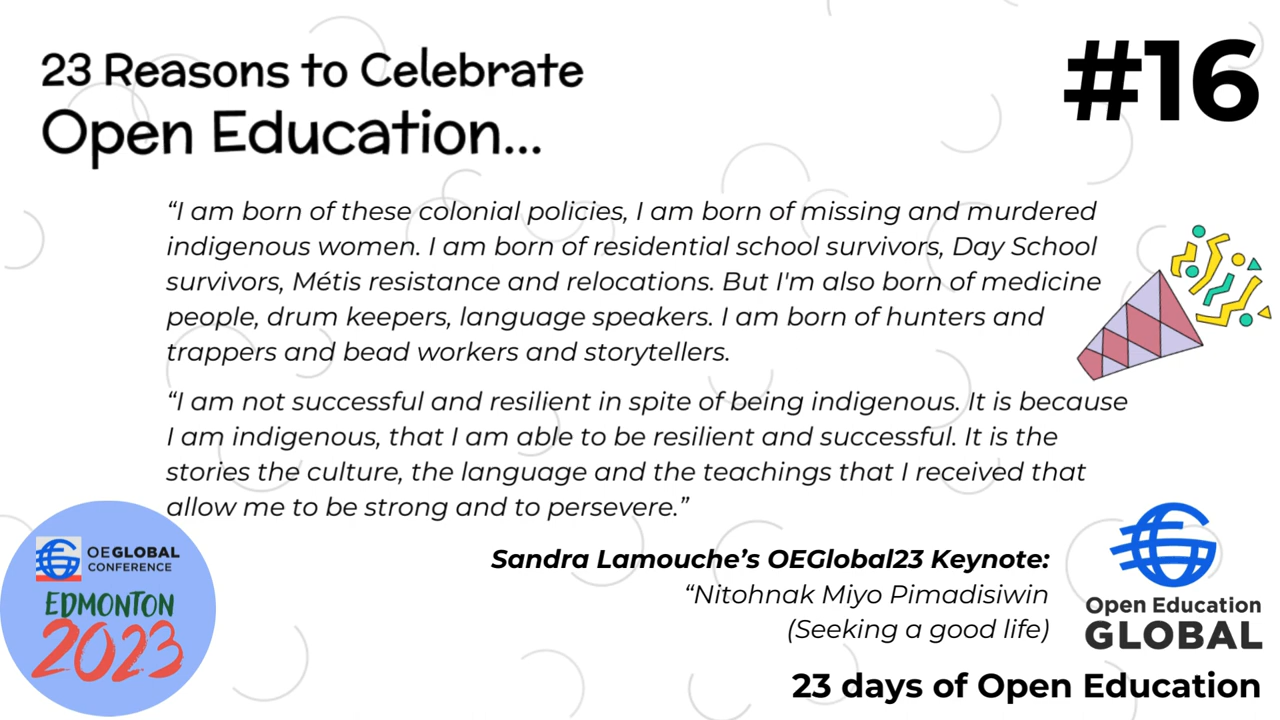 23 Reasons to Celebrate
Open Education...
#16
“I am born of these colonial policies, I am born of missing and murdered
indigenous women. I am born of residential school survivors, Day School
survivors, Métis resistance and relocations. But I'm also born of medicine
people, drum keepers, language speakers. I am born of hunters and
trappers and bead workers and storytellers.
“I am not successful and resilient in spite of being indigenous. It is because
I am indigenous, that I am able to be resilient and successful. It is the
stories the culture, the language and the teachings that I received that
allow me to be strong and to persevere.”
Sandra Lamouche’s OEGlobal23 Keynote:
“Nitohnak Miyo Pimadisiwin
(Seeking a good life)
OEGLOBAL
CONFERENCE
EDMONTON
2023
Open Education
GLOBAL
23 days of Open Education